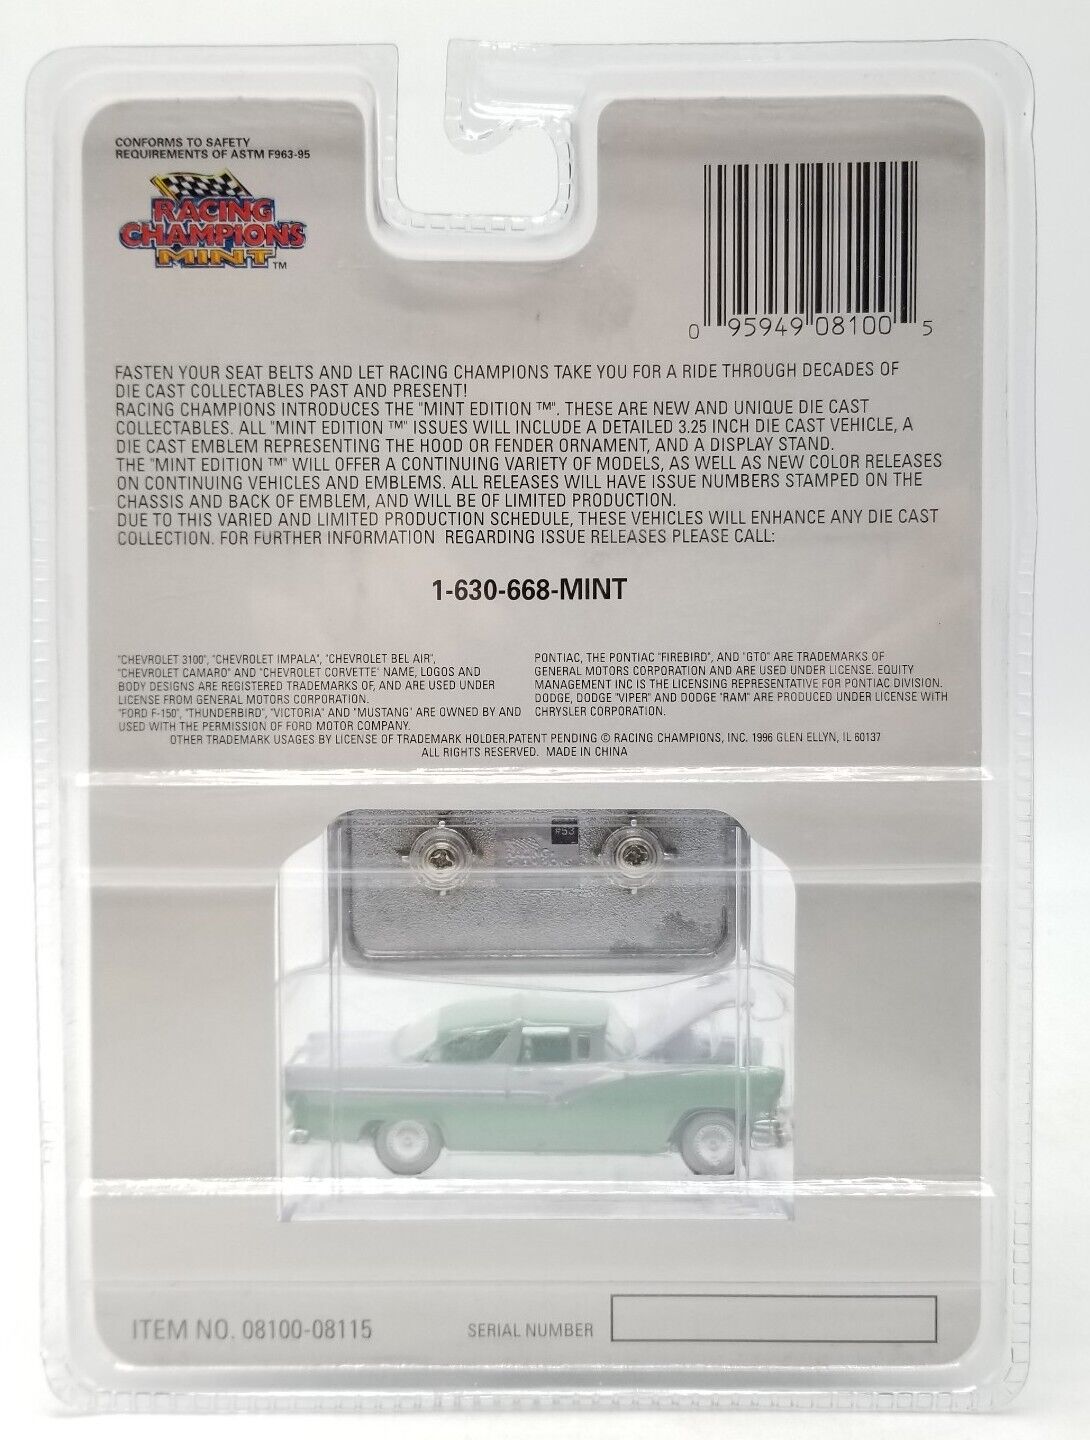 CONFORMS TO SAFETY
REQUIREMENTS OF ASTM F963-95
RACING
CHAMPIONS
MINT™
0 95949 08100 5
FASTEN YOUR SEAT BELTS AND LET RACING CHAMPIONS TAKE YOU FOR A RIDE THROUGH DECADES OF
DIE CAST COLLECTABLES PAST AND PRESENT!
RACING CHAMPIONS INTRODUCES THE "MINT EDITION ™". THESE ARE NEW AND UNIQUE DIE CAST
COLLECTABLES. ALL "MINT EDITION ™" ISSUES WILL INCLUDE A DETAILED 3.25 INCH DIE CAST VEHICLE, A
DIE CAST EMBLEM REPRESENTING THE HOOD OR FENDER ORNAMENT, AND A DISPLAY STAND.
THE "MINT EDITION ™" WILL OFFER A CONTINUING VARIETY OF MODELS, AS WELL AS NEW COLOR RELEASES
ON CONTINUING VEHICLES AND EMBLEMS. ALL RELEASES WILL HAVE ISSUE NUMBERS STAMPED ON THE
CHASSIS AND BACK OF EMBLEM, AND WILL BE OF LIMITED PRODUCTION.
DUE TO THIS VARIED AND LIMITED PRODUCTION SCHEDULE, THESE VEHICLES WILL ENHANCE ANY DIE CAST
COLLECTION. FOR FURTHER INFORMATION REGARDING ISSUE RELEASES PLEASE CALL:
1-630-668-MINT
"CHEVROLET 3100", "CHEVROLET IMPALA", "CHEVROLET BEL AIR",
"CHEVROLET CAMARO" AND "CHEVROLET CORVETTE" NAME, LOGOS AND
BODY DESIGNS ARE REGISTERED TRADEMARKS OF, AND ARE USED UNDER
LICENSE FROM GENERAL MOTORS CORPORATION.
"FORD F-150", "THUNDERBIRD", "VICTORIA" AND "MUSTANG" ARE OWNED BY AND
USED WITH THE PERMISSION OF FORD MOTOR COMPANY.
PONTIAC, THE PONTIAC "FIREBIRD", AND "GTO" ARE TRADEMARKS OF
GENERAL MOTORS CORPORATION AND ARE USED UNDER LICENSE. EQUITY
MANAGEMENT INC IS THE LICENSING REPRESENTATIVE FOR PONTIAC DIVISION.
DODGE, DODGE "VIPER" AND DODGE "RAM" ARE PRODUCED UNDER LICENSE WITH
CHRYSLER CORPORATION.
OTHER TRADEMARK USAGES BY LICENSE OF TRADEMARK HOLDER.PATENT PENDING © RACING CHAMPIONS, INC. 1996 GLEN ELLYN, IL 60137
ALL RIGHTS RESERVED. MADE IN CHINA
#53
ITEM NO. 08100-08115
SERIAL NUMBER